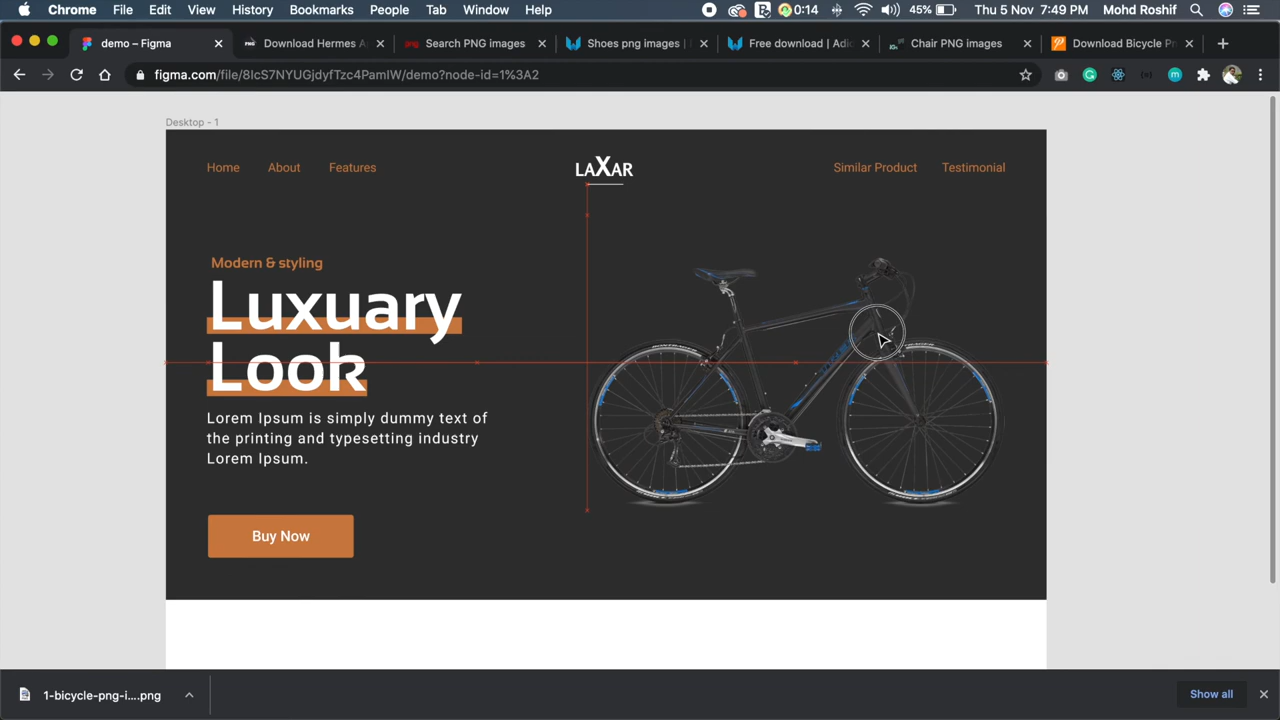 Chrome File Edit View History Bookmarks People Tab Window Help 0:14 45% Thu 5 Nov 7:49 PM Mohd Roshif
demo – Figma Download Hermes A Search PNG images Shoes png images | Free download | Adi Chair PNG images Download Bicycle Pn
figma.com/file/8IcS7NYUGjdyfTzc4PamIW/demo?node-id=1%3A2
Desktop - 1
Home About Features LAXAR Similar Product Testimonial
Modern & styling
Luxuary
Look
Lorem Ipsum is simply dummy text of
the printing and typesetting industry
Lorem Ipsum.
Buy Now
1-bicycle-png-i....png Show all